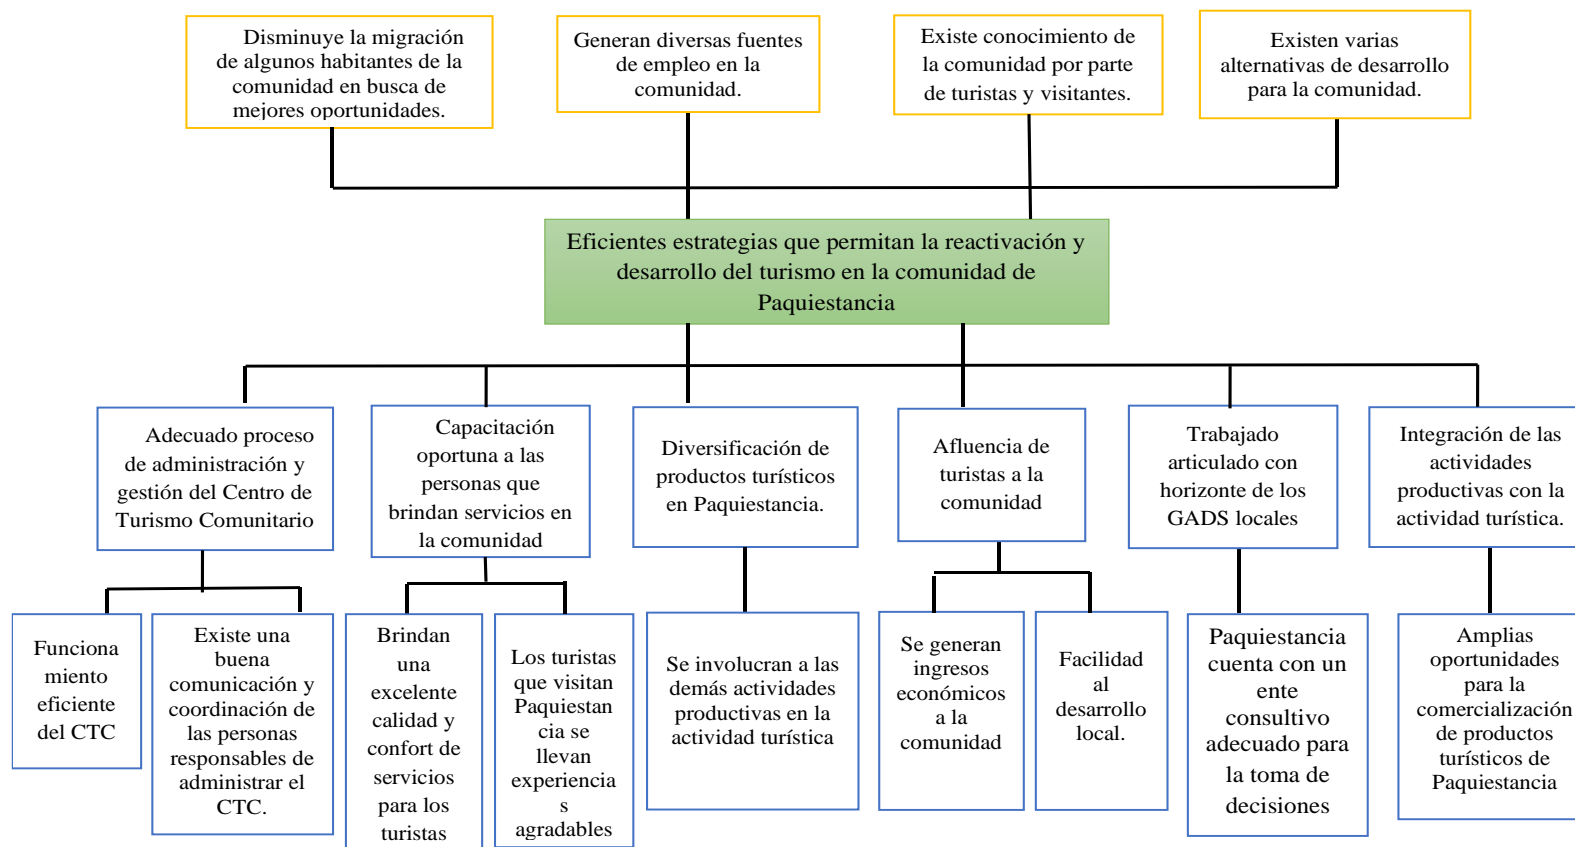 Disminuye la migración
de algunos habitantes de la
comunidad en busca de
mejores oportunidades.
Generan diversas fuentes
de empleo en la
comunidad.
Existe conocimiento de
la comunidad por parte
de turistas y visitantes.
Existen varias
alternativas de desarrollo
para la comunidad.
Eficientes estrategias que permitan la reactivación y
desarrollo del turismo en la comunidad de
Paquiestancia
Adecuado proceso
de administración y
gestión del Centro de
Turismo Comunitario
Capacitación
oportuna a las
personas que
brindan servicios en
la comunidad
Diversificación de
productos turísticos
en Paquiestancia.
Afluencia de
turistas a la
comunidad
Trabajado
articulado con
horizonte de los
GADS locales
Integración de las
actividades
productivas con la
actividad turística.
Funciona
miento
eficiente
del CTC
Existe una
buena
comunicación y
coordinación de
las personas
responsables de
administrar el
CTC.
Brindan
una
excelente
calidad y
confort de
servicios
para los
turistas
Los turistas
que visitan
Paquiestan
cia se
llevan
experiencia
s
agradables
Se involucran a las
demás actividades
productivas en la
actividad turística
Se generan
ingresos
económicos
a la
comunidad
Facilidad
al
desarrollo
local.
Paquiestancia
cuenta con un
ente
consultivo
adecuado para
la toma de
decisiones
Amplias
oportunidades
para la
comercialización
de productos
turísticos de
Paquiestancia